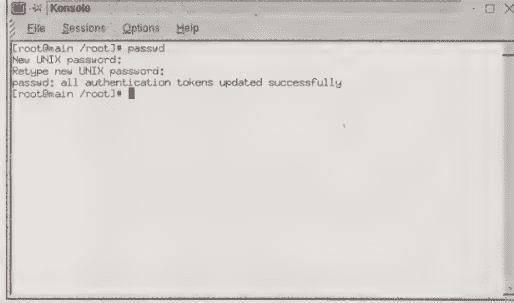 Konsole
File Sessions Options Help
[root@main /root]# passwd
New UNIX password:
Retype new UNIX password:
passwd: all authentication tokens updated successfully
[root@main /root]#